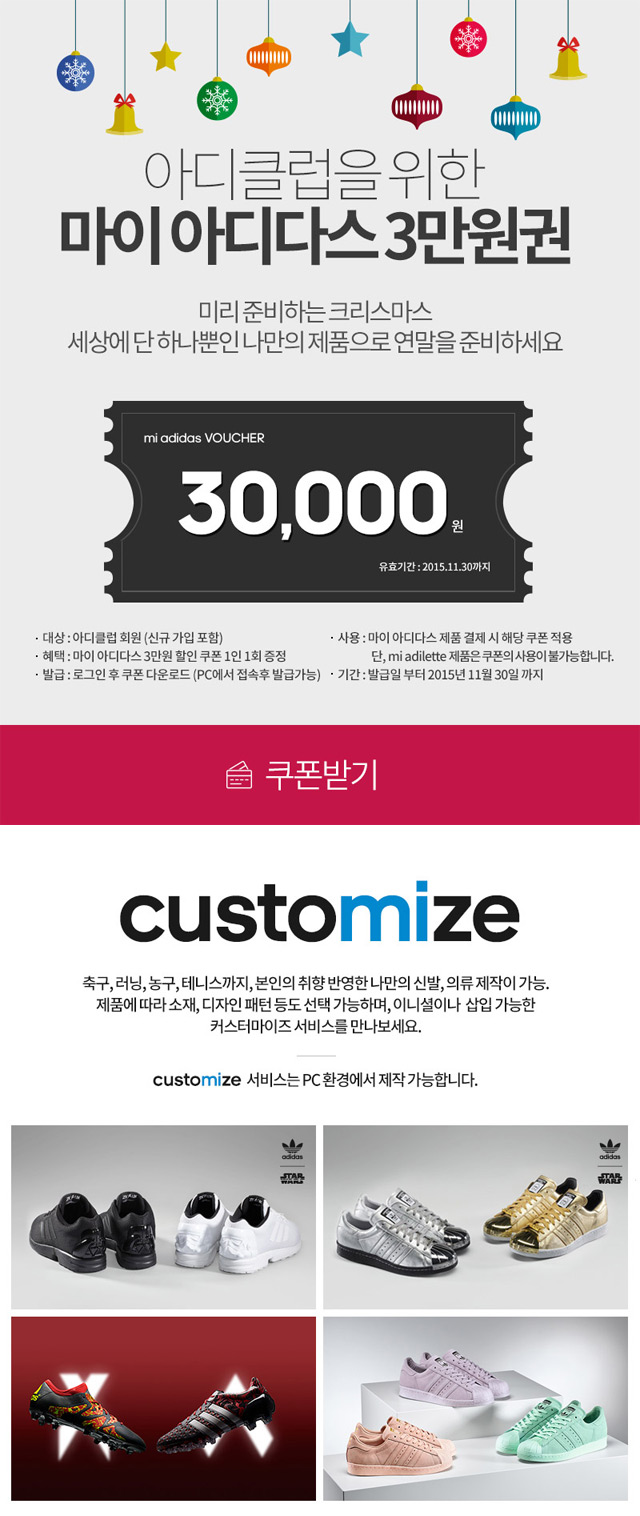 아디클럽을 위한
마이 아디다스 3만원권
미리 준비하는 크리스마스
세상에 단 하나뿐인 나만의 제품으로 연말을 준비하세요
mi adidas VOUCHER
30,000원
유효기간 : 2015.11.30까지
· 대상 : 아디클럽 회원 (신규 가입 포함)
· 혜택 : 마이 아디다스 3만원 할인 쿠폰 1인 1회 증정
· 발급 : 로그인 후 쿠폰 다운로드 (PC에서 접속후 발급가능)
· 사용 : 마이 아디다스 제품 결제 시 해당 쿠폰 적용
단, mi adilette 제품은 쿠폰의 사용이 불가능합니다.
· 기간 : 발급일 부터 2015년 11월 30일 까지
쿠폰받기
customize
축구, 러닝, 농구, 테니스까지, 본인의 취향 반영한 나만의 신발, 의류 제작이 가능.
제품에 따라 소재, 디자인 패턴 등도 선택 가능하며, 이니셜이나 삽입 가능한
커스터마이즈 서비스를 만나보세요.
customize 서비스는 PC 환경에서 제작 가능합니다.
adidas
STAR WARS
adidas
STAR WARS
X